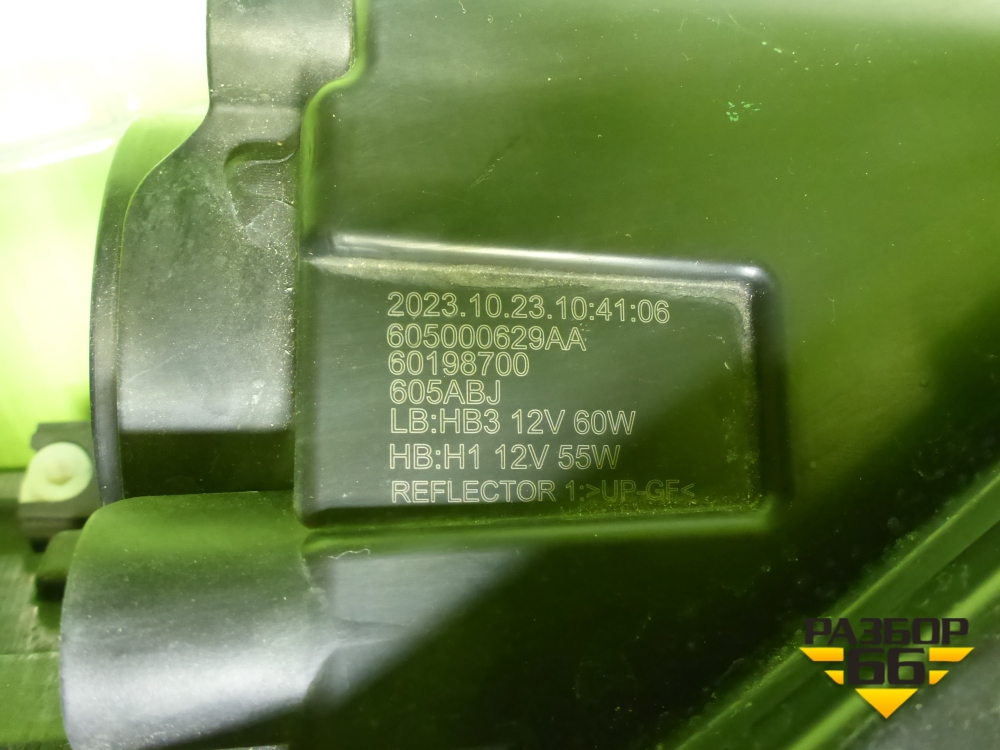 2023.10.23.10:41:06
605000629AA
60198700
605ABJ
LB:HB3 12V 60W
HB:H1 12V 55W
REFLECTOR 1:>UP-GF<
РАЗБОР
66